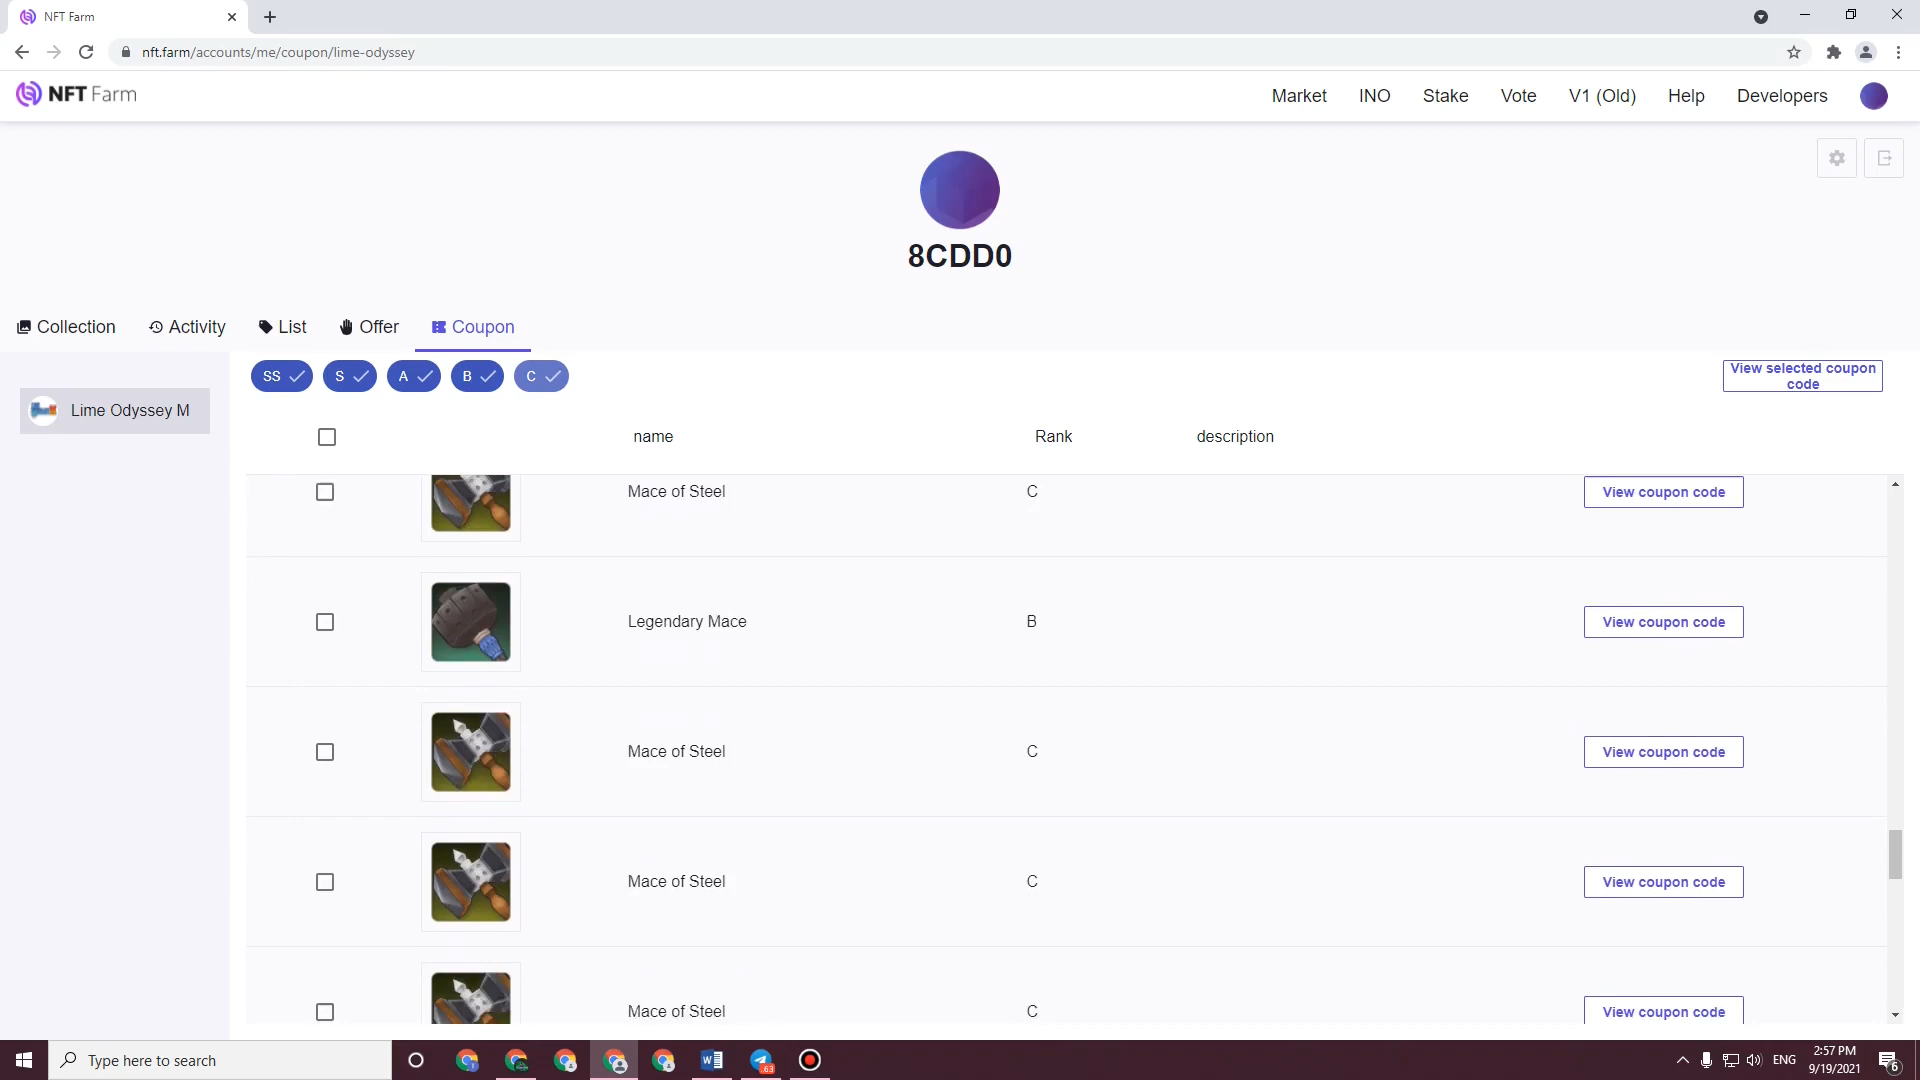 NFT Farm
nft.farm/accounts/me/coupon/lime-odyssey
NFT Farm
Market INO Stake Vote V1 (Old) Help Developers
8CDD0
Collection Activity List Offer Coupon
SS S A B C
View selected coupon
code
Lime Odyssey M
name Rank description
Mace of Steel C View coupon code
Legendary Mace B View coupon code
Mace of Steel C View coupon code
Mace of Steel C View coupon code
Mace of Steel C View coupon code
Type here to search
.63
ENG
2:57 PM
9/19/2021
6